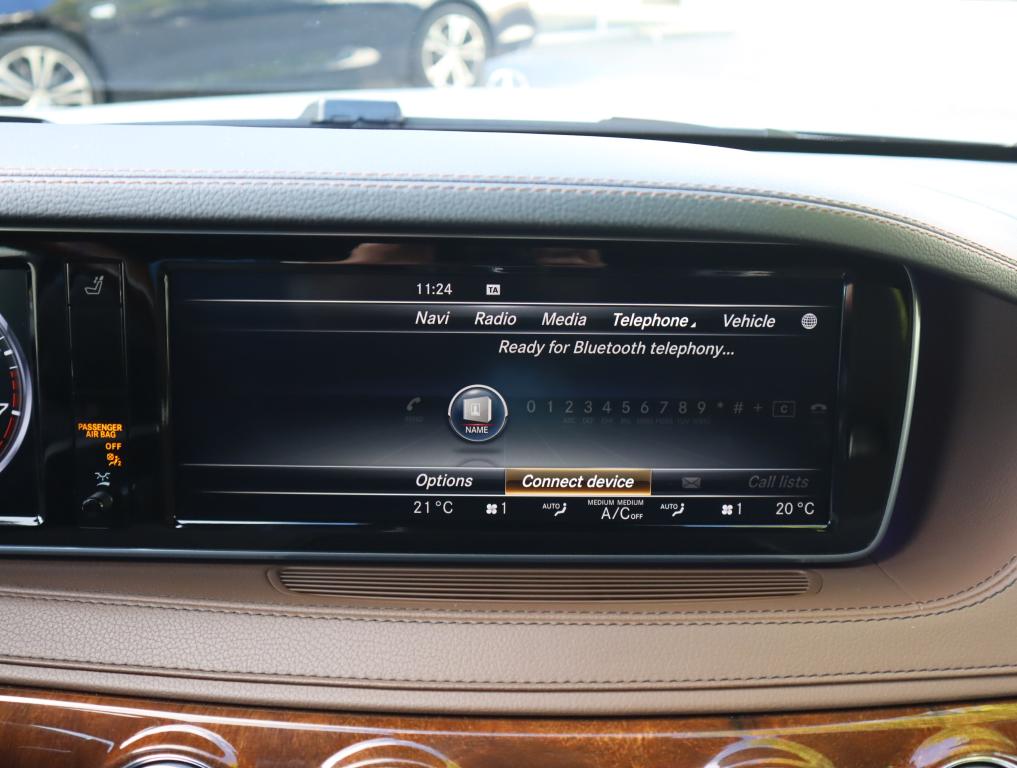 11:24 TA
Navi Radio Media Telephone Vehicle
Ready for Bluetooth telephony...
0 1 2 3 4 5 6 7 8 9 * # + C
NAME
PASSENGER
AIR BAG
OFF
2
Options Connect device Call lists
21 °C 1 AUTO MEDIUM MEDIUM AUTO 1 20 °C
A/C OFF